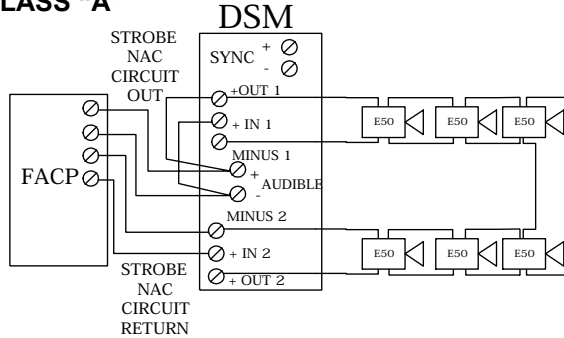 LASS "A"
DSM
STROBE
NAC
CIRCUIT
OUT
SYNC + -
+OUT 1
+ IN 1
MINUS 1
+
AUDIBLE
-
MINUS 2
+ IN 2
+ OUT 2
FACP
STROBE
NAC
CIRCUIT
RETURN
E50 E50 E50
E50 E50 E50